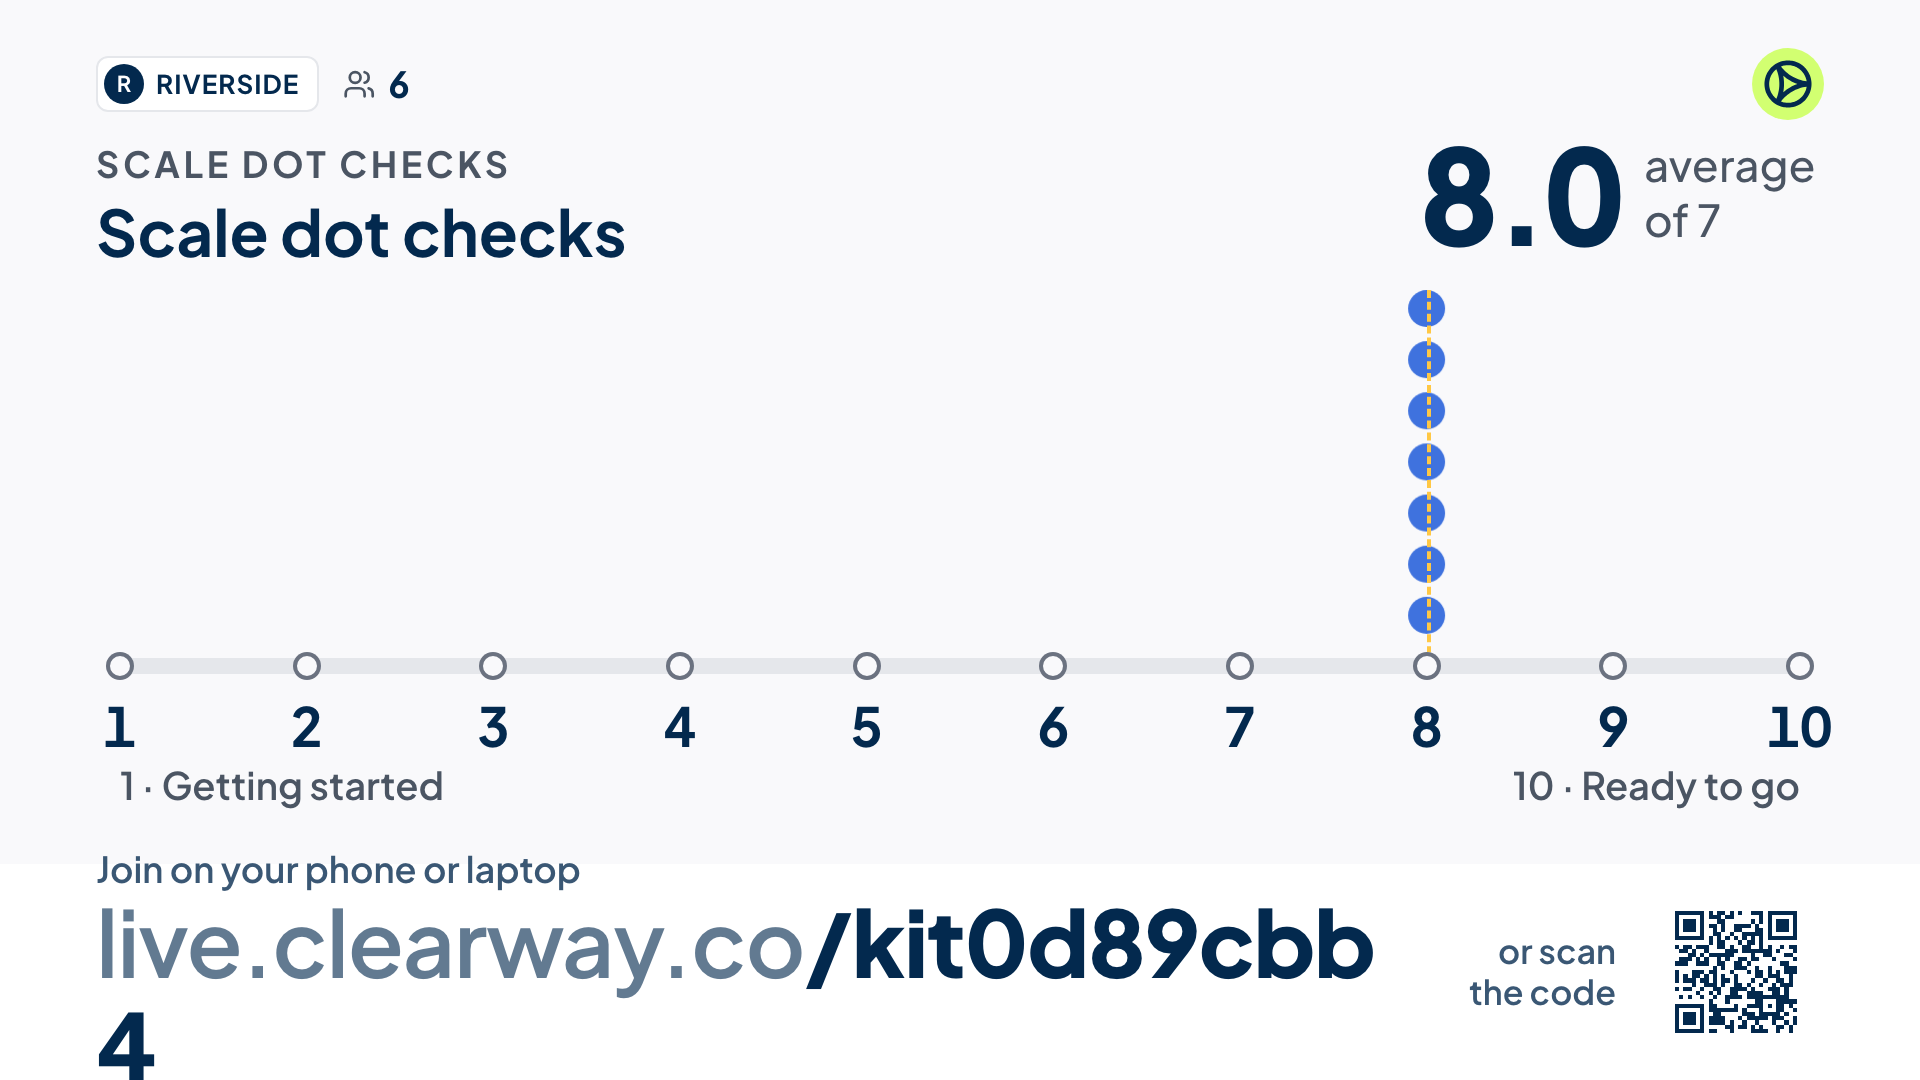 R RIVERSIDE 6
SCALE DOT CHECKS
Scale dot checks
8.0 average
of 7
1 2 3 4 5 6 7 8 9 10
1 · Getting started 10 · Ready to go
Join on your phone or laptop
live.clearway.co/kit0d89cbb
4
or scan
the code